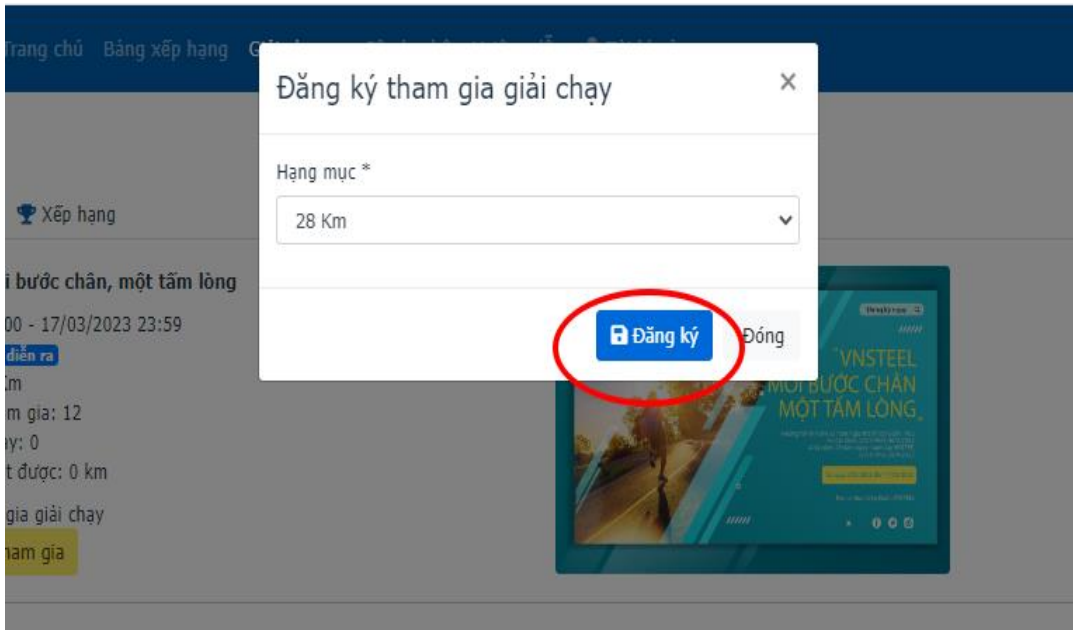 Trang chủ Bảng xếp hạng
Đăng ký tham gia giải chạy
×
Hạng mục *
28 Km
Đăng ký
Đóng
Xếp hạng
i bước chân, một tấm lòng
00 - 17/03/2023 23:59
diễn ra
m gia: 12
ạy: 0
t được: 0 km
gia giải chạy
ham gia
VNSTEEL
MỖI BƯỚC CHÂN
MỘT TẤM LÒNG